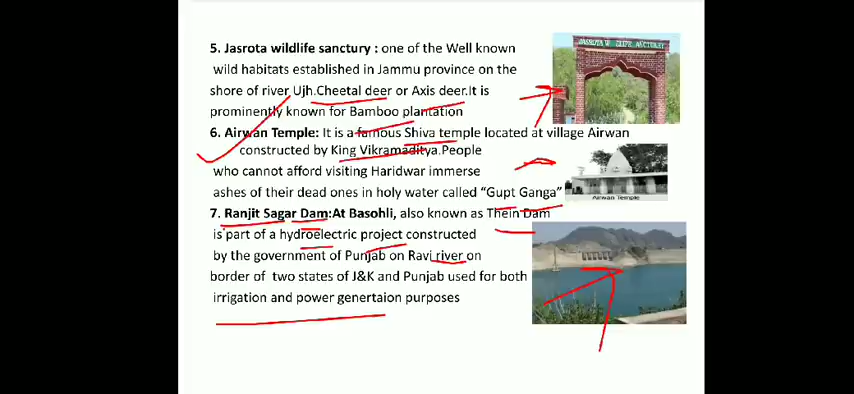 5. Jasrota wildlife sanctury : one of the Well known
wild habitats established in Jammu province on the
shore of river Ujh.Cheetal deer or Axis deer.It is
prominently known for Bamboo plantation
JASROTA W. LIFE SANCTUARY
6. Airwan Temple: It is a famous Shiva temple located at village Airwan
constructed by King Vikramaditya.People
who cannot afford visiting Haridwar immerse
ashes of their dead ones in holy water called “Gupt Ganga”
Airwan Temple
7. Ranjit Sagar Dam:At Basohli, also known as Thein Dam
is part of a hydroelectric project constructed
by the government of Punjab on Ravi river on
border of two states of J&K and Punjab used for both
irrigation and power genertaion purposes